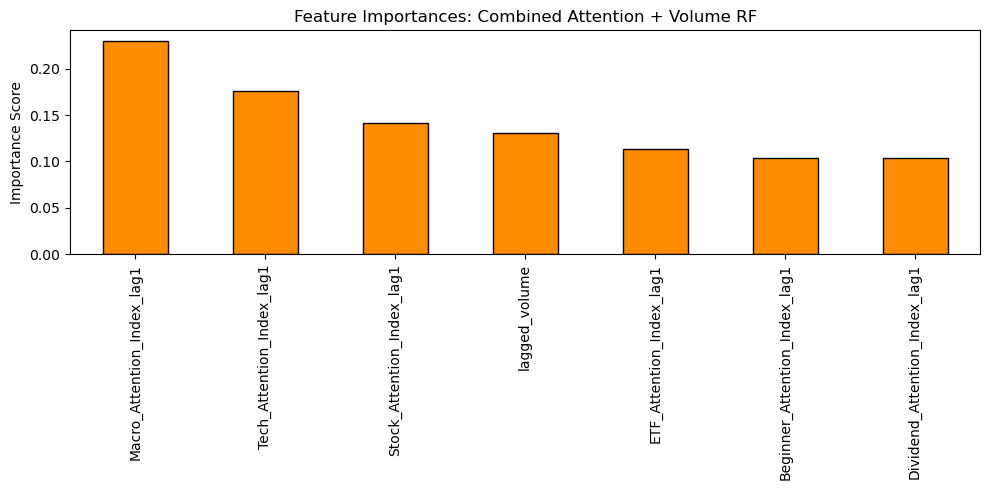 Feature Importances: Combined Attention + Volume RF
Importance Score
0.20
0.15
0.10
0.05
0.00
Macro_Attention_Index_lag1
Tech_Attention_Index_lag1
Stock_Attention_Index_lag1
lagged_volume
ETF_Attention_Index_lag1
Beginner_Attention_Index_lag1
Dividend_Attention_Index_lag1